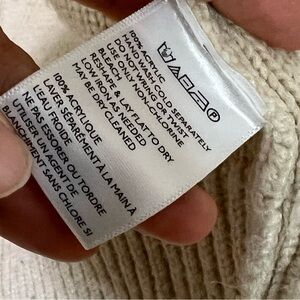 100% ACRYLIC
HAND WASH COLD SEPARATELY
DO NOT WRING OR TWIST
USE ONLY NON-CHLORINE
BLEACH
RESHAPE & LAY FLAT TO DRY
LOW IRON AS NEEDED
MAY BE DRY CLEANED
100% ACRYLIQUE
LAVER SÉPARÉMENT À LA MAIN À
L'EAU FROIDE
NE PAS ESSORER OU TORDRE
UTILISER UN AGENT DE
BLANCHIMENT SANS CHLORE SI